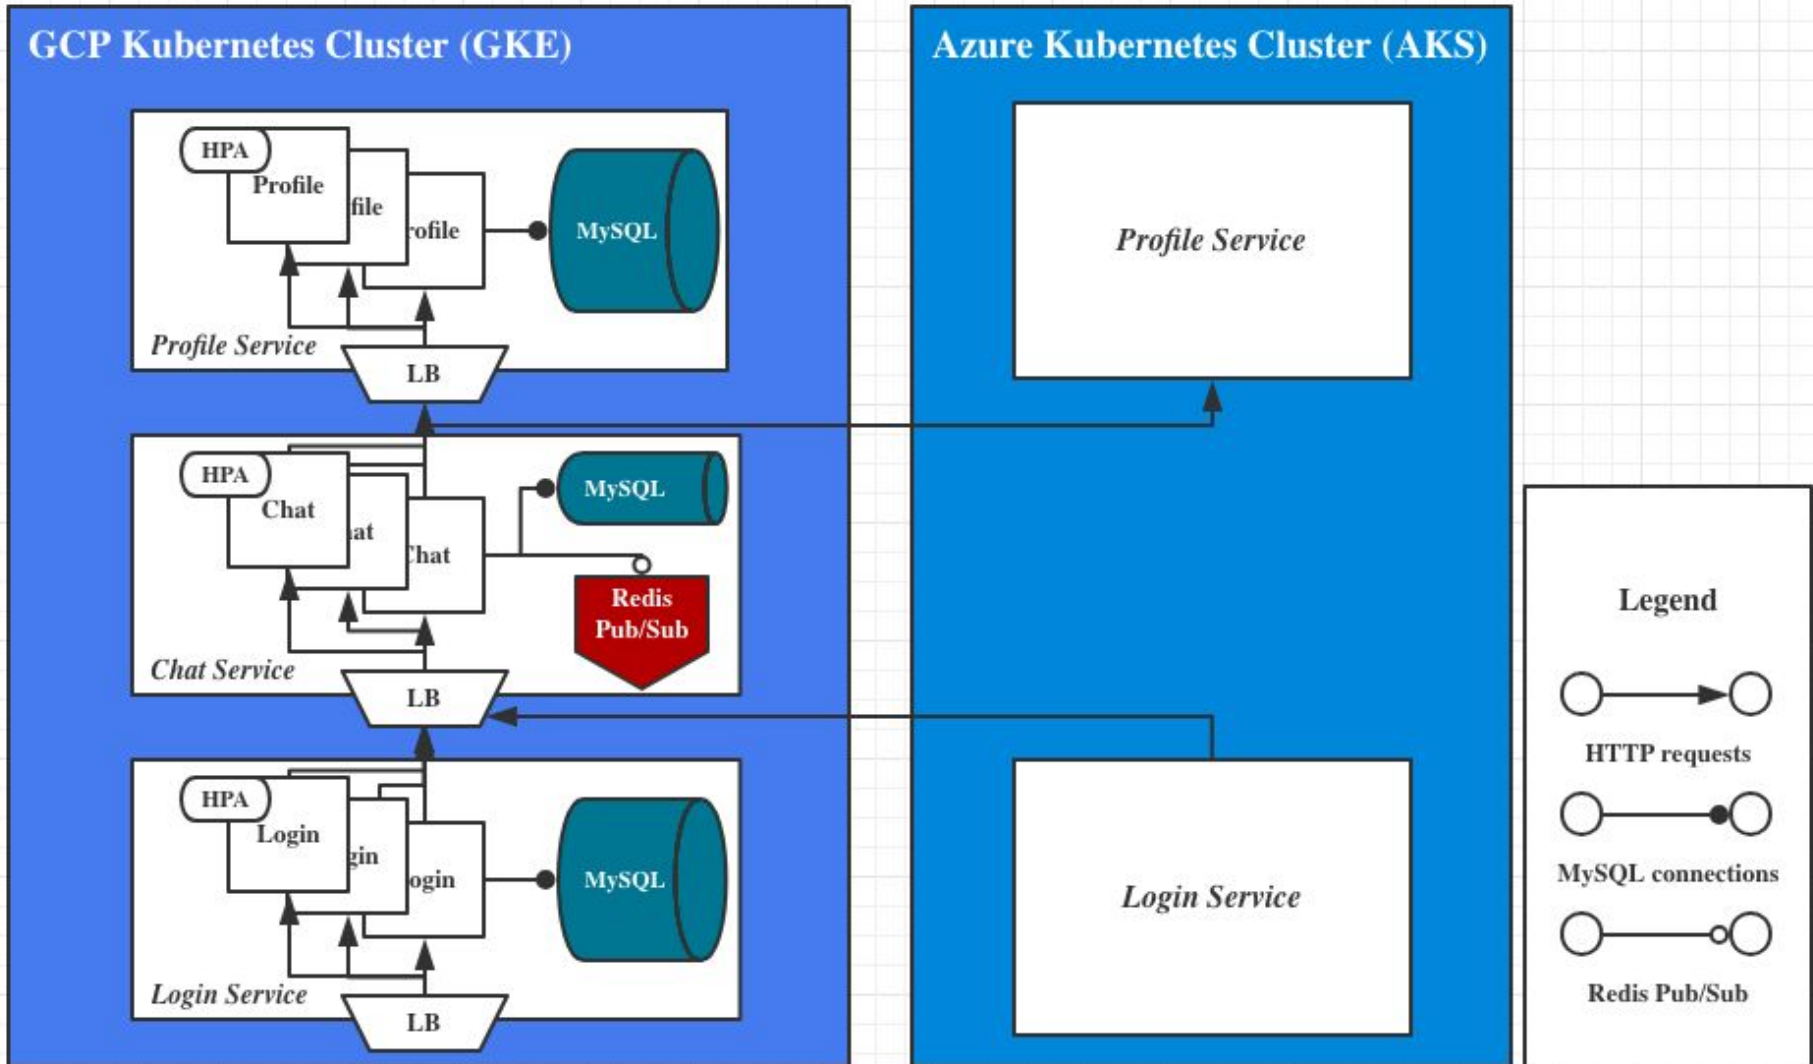 GCP Kubernetes Cluster (GKE)
HPA
Profile
file
rofile
MySQL
Profile Service
LB
HPA
Chat
at
Chat
MySQL
Redis
Pub/Sub
Chat Service
LB
HPA
Login
gin
ogin
MySQL
Login Service
LB
Azure Kubernetes Cluster (AKS)
Profile Service
Login Service
Legend
HTTP requests
MySQL connections
Redis Pub/Sub